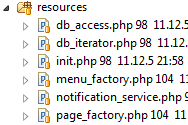 resources
db_access.php 98 11.12.5
db_iterator.php 98 11.12.
init.php 98 11.12.5 21:58
menu_factory.php 104 11
notification_service.php 9
page_factory.php 104 11.